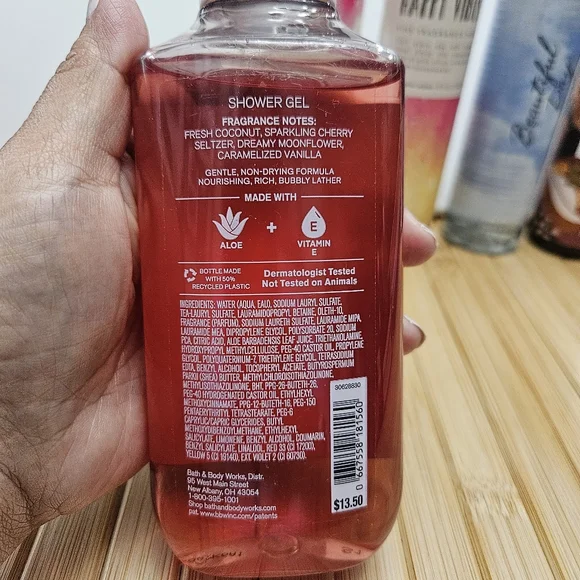 SHOWER GEL
FRAGRANCE NOTES:
FRESH COCONUT, SPARKLING CHERRY
SELTZER, DREAMY MOONFLOWER,
CARAMELIZED VANILLA
GENTLE, NON-DRYING FORMULA
NOURISHING, RICH, BUBBLY LATHER
MADE WITH
ALOE
+
E
VITAMIN
E
BOTTLE MADE
WITH 50%
RECYCLED PLASTIC
Dermatologist Tested
Not Tested on Animals
INGREDIENTS: WATER (AQUA, EAU), SODIUM LAURYL SULFATE,
TEA-LAURYL SULFATE, LAURAMIDOPROPYL BETAINE, OLETH-10,
FRAGRANCE (PARFUM), SODIUM LAURETH SULFATE, LAURAMIDE MIPA,
LAURAMIDE MEA, DIPROPYLENE GLYCOL, POLYSORBATE 20, SODIUM
PCA, CITRIC ACID, ALOE BARBADENSIS LEAF JUICE, TRIETHANOLAMINE,
HYDROXYPROPYL METHYLCELLULOSE, PEG-40 CASTOR OIL, PROPYLENE
GLYCOL, POLYQUATERNIUM-7, TRIETHYLENE GLYCOL, TETRASODIUM
EDTA, BENZYL ALCOHOL, TOCOPHERYL ACETATE, BUTYROSPERMUM
PARKII (SHEA) BUTTER, METHYLCHLOROISOTHIAZOLINONE,
METHYLISOTHIAZOLINONE, BHT, PPG-26-BUTETH-26,
PEG-40 HYDROGENATED CASTOR OIL, ETHYLHEXYL
METHOXYCINNAMATE, PPG-12-BUTETH-16, PEG-150
PENTAERYTHRITYL TETRASTEARATE, PEG-6
CAPRYLIC/CAPRIC GLYCERIDES, BUTYL
METHOXYDIBENZOYLMETHANE, ETHYLHEXYL
SALICYLATE, LIMONENE, BENZYL ALCOHOL, COUMARIN,
BENZYL SALICYLATE, LINALOOL, RED 33 (CI 17200),
YELLOW 5 (CI 19140), EXT. VIOLET 2 (CI 60730).
Bath & Body Works, Distr.
95 West Main Street
New Albany, OH 43054
1-800-395-1001
Shop bathandbodyworks.com
pat. www.bbwinc.com/patents
30628830
0 667558 181560
$13.50
Beautiful